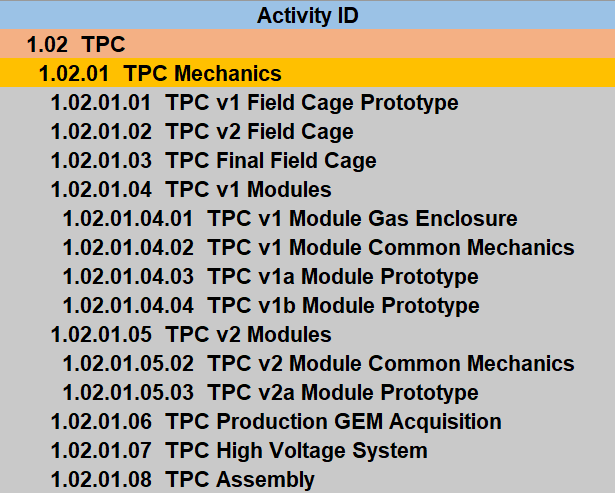 Activity ID
1.02 TPC
1.02.01 TPC Mechanics
1.02.01.01 TPC v1 Field Cage Prototype
1.02.01.02 TPC v2 Field Cage
1.02.01.03 TPC Final Field Cage
1.02.01.04 TPC v1 Modules
1.02.01.04.01 TPC v1 Module Gas Enclosure
1.02.01.04.02 TPC v1 Module Common Mechanics
1.02.01.04.03 TPC v1a Module Prototype
1.02.01.04.04 TPC v1b Module Prototype
1.02.01.05 TPC v2 Modules
1.02.01.05.02 TPC v2 Module Common Mechanics
1.02.01.05.03 TPC v2a Module Prototype
1.02.01.06 TPC Production GEM Acquisition
1.02.01.07 TPC High Voltage System
1.02.01.08 TPC Assembly